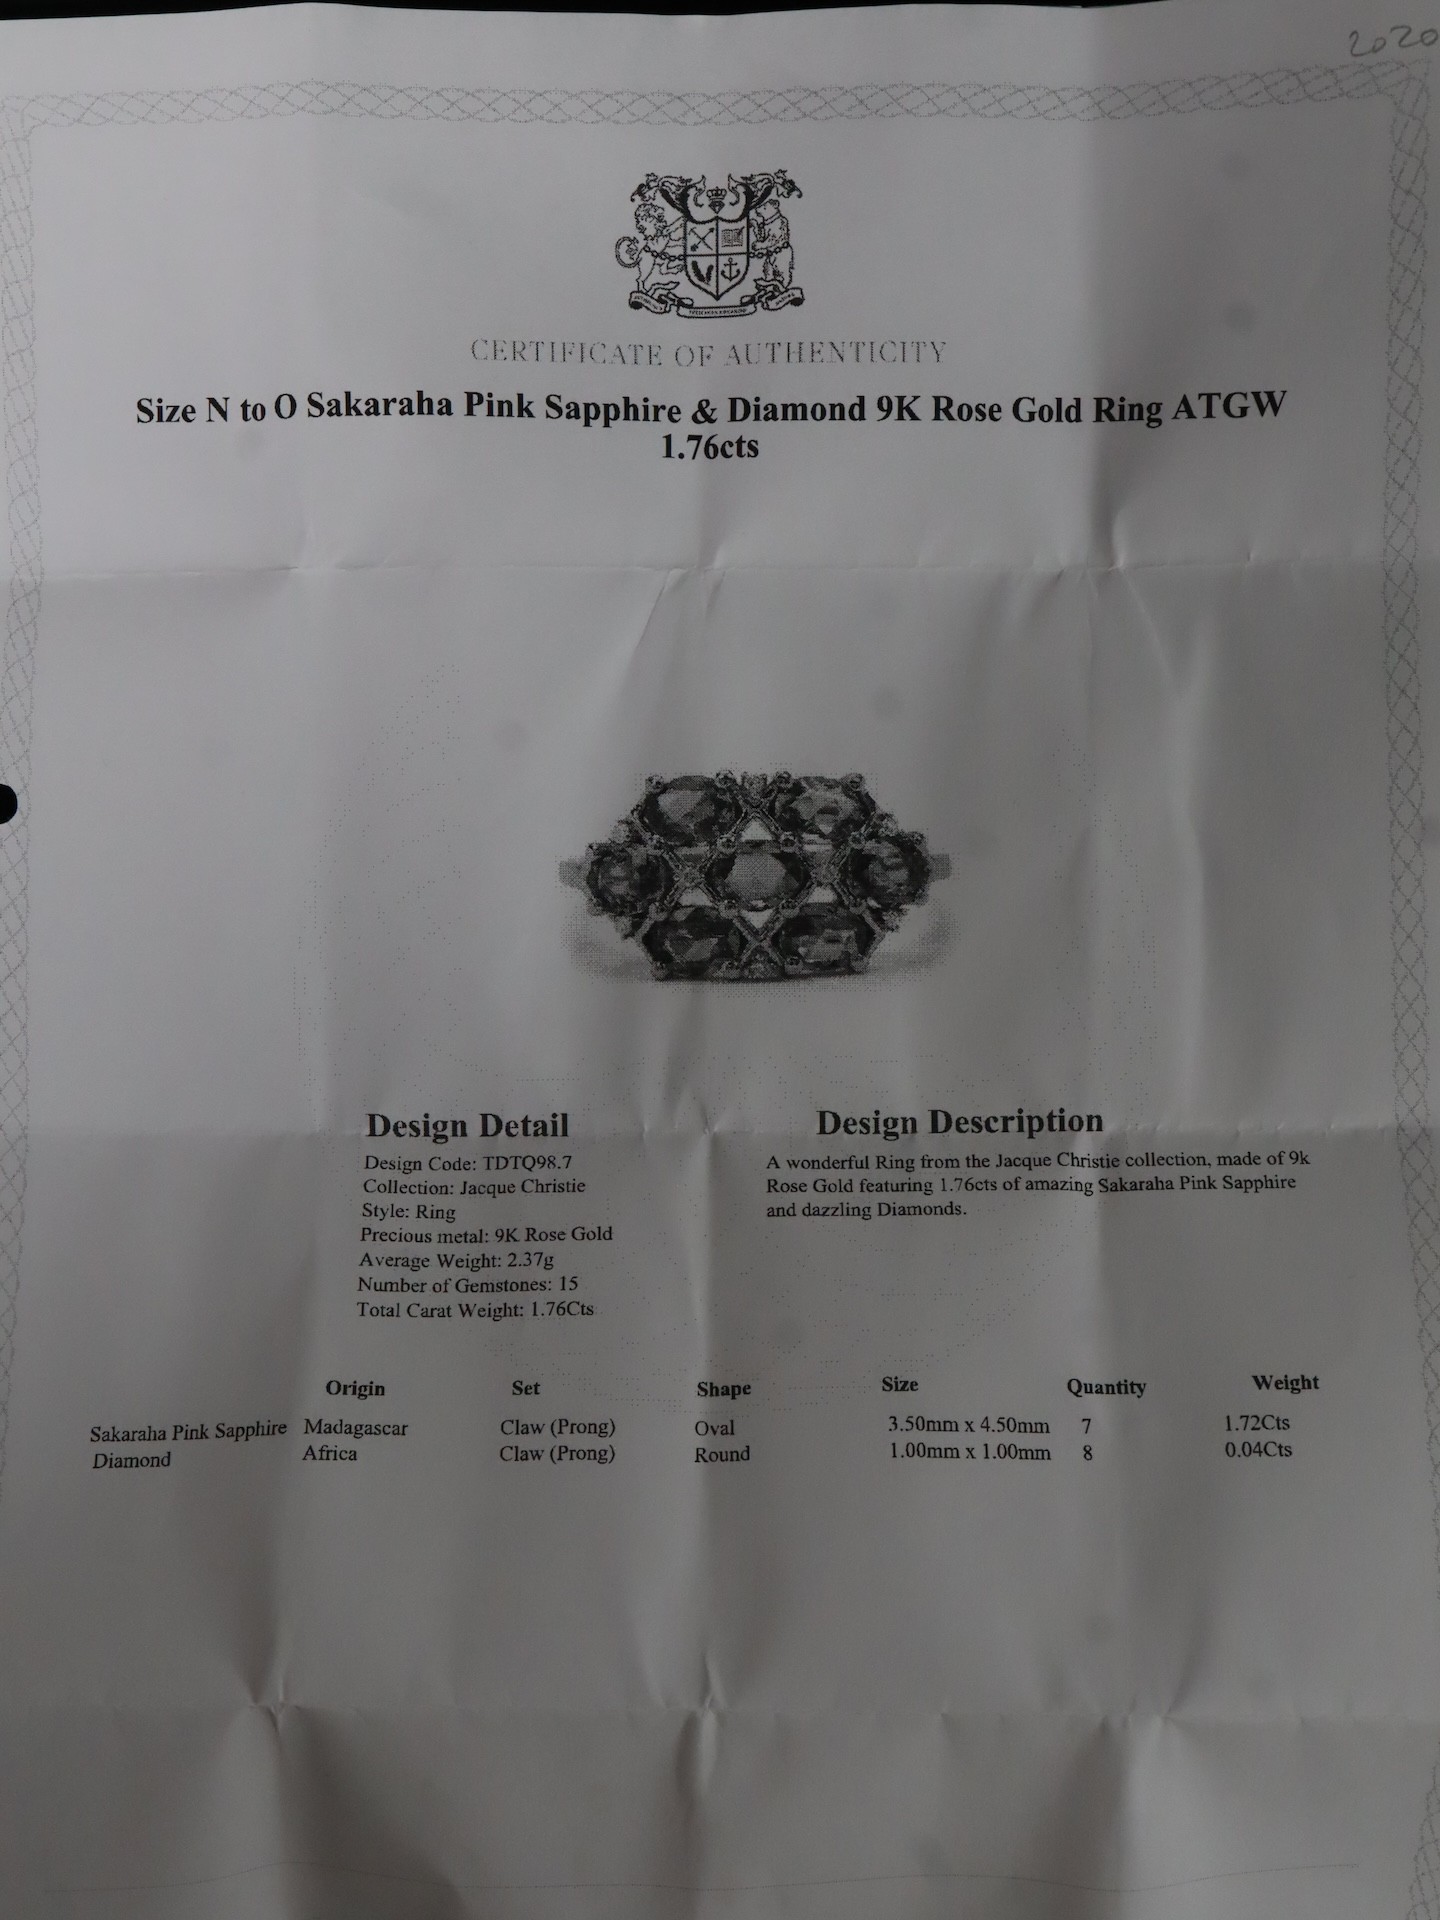 2020
CERTIFICATE OF AUTHENTICITY
Size N to O Sakaraha Pink Sapphire & Diamond 9K Rose Gold Ring ATGW
1.76cts
Design Detail
Design Code: TDTQ98.7
Collection: Jacque Christie
Style: Ring
Precious metal: 9K Rose Gold
Average Weight: 2.37g
Number of Gemstones: 15
Total Carat Weight: 1.76Cts
Design Description
A wonderful Ring from the Jacque Christie collection, made of 9k
Rose Gold featuring 1.76cts of amazing Sakaraha Pink Sapphire
and dazzling Diamonds.
Origin Set Shape Size Quantity Weight
Sakaraha Pink Sapphire Madagascar Claw (Prong) Oval 3.50mm x 4.50mm 7 1.72Cts
Diamond Africa Claw (Prong) Round 1.00mm x 1.00mm 8 0.04Cts